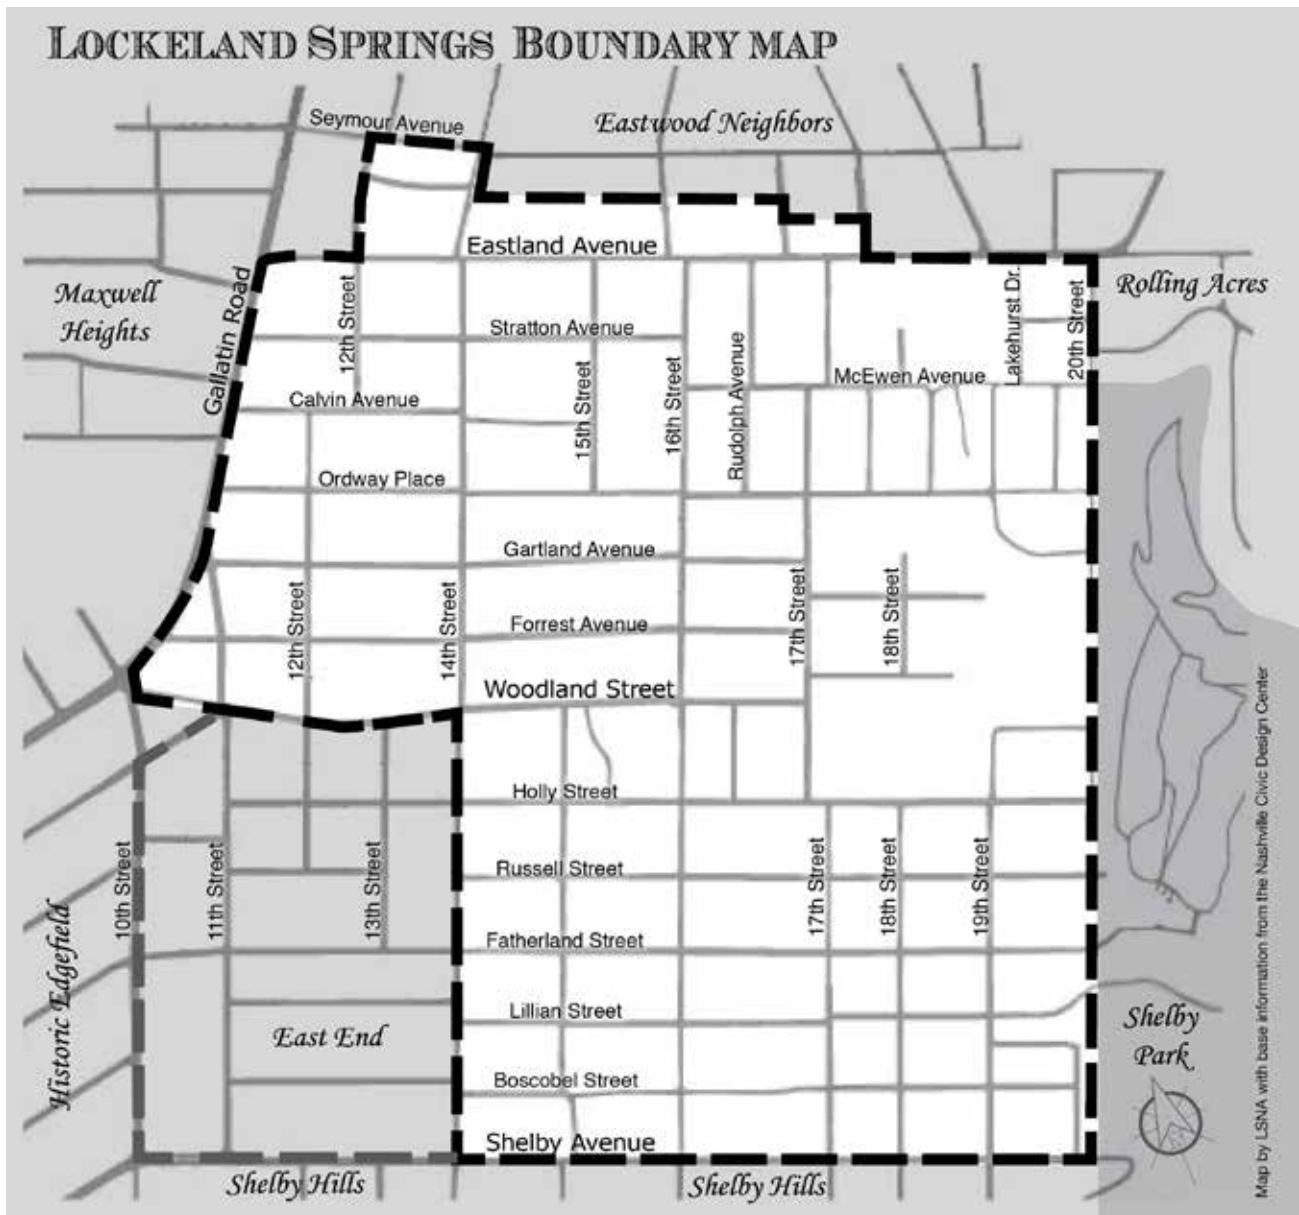 LOCKELAND SPRINGS BOUNDARY MAP
Seymour Avenue
Eastwood Neighbors
Eastland Avenue
Maxwell
Heights
Gallatin Road
12th Street
Stratton Avenue
Lakehurst Dr.
20th Street
Rolling Acres
Calvin Avenue
15th Street
16th Street
Rudolph Avenue
McEwen Avenue
Ordway Place
Gartland Avenue
12th Street
14th Street
Forrest Avenue
17th Street
18th Street
Woodland Street
Holly Street
10th Street
11th Street
13th Street
Russell Street
17th Street
18th Street
19th Street
Historic Edgefield
Fatherland Street
Lillian Street
East End
Shelby
Park
Boscobel Street
Shelby Avenue
Shelby Hills
Shelby Hills
Map by LSNA with base information from the Nashville Civic Design Center